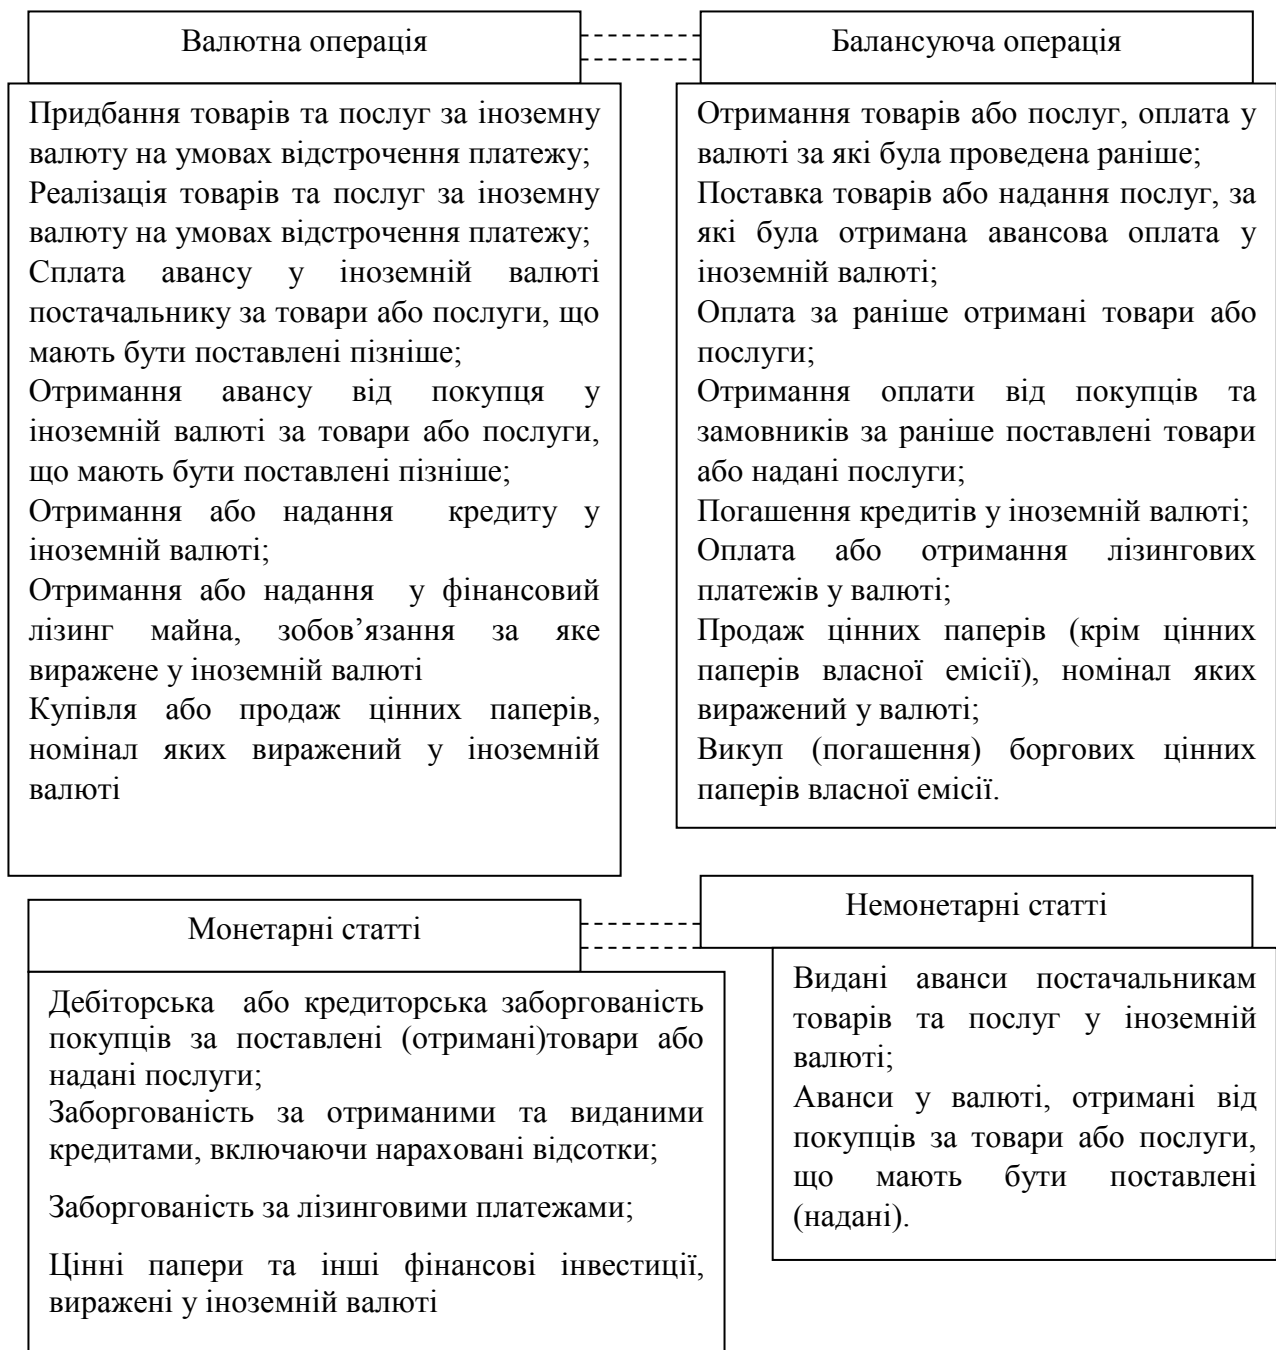 Валютна операція
Придбання товарів та послуг за іноземну
валюту на умовах відстрочення платежу;
Реалізація товарів та послуг за іноземну
валюту на умовах відстрочення платежу;
Сплата авансу у іноземній валюті
постачальнику за товари або послуги, що
мають бути поставлені пізніше;
Отримання авансу від покупця у
іноземній валюті за товари або послуги,
що мають бути поставлені пізніше;
Отримання або надання кредиту у
іноземній валюті;
Отримання або надання у фінансовий
лізинг майна, зобов’язання за яке
виражене у іноземній валюті
Купівля або продаж цінних паперів,
номінал яких виражений у іноземній
валюті
Балансуюча операція
Отримання товарів або послуг, оплата у
валюті за які була проведена раніше;
Поставка товарів або надання послуг, за
які була отримана авансова оплата у
іноземній валюті;
Оплата за раніше отримані товари або
послуги;
Отримання оплати від покупців та
замовників за раніше поставлені товари
або надані послуги;
Погашення кредитів у іноземній валюті;
Оплата або отримання лізингових
платежів у валюті;
Продаж цінних паперів (крім цінних
паперів власної емісії), номінал яких
виражений у валюті;
Викуп (погашення) боргових цінних
паперів власної емісії.
Монетарні статті
Дебіторська або кредиторська заборгованість
покупців за поставлені (отримані)товари або
надані послуги;
Заборгованість за отриманими та виданими
кредитами, включаючи нараховані відсотки;
Заборгованість за лізинговими платежами;
Цінні папери та інші фінансові інвестиції,
виражені у іноземній валюті
Немонетарні статті
Видані аванси постачальникам
товарів та послуг у іноземній
валюті;
Аванси у валюті, отримані від
покупців за товари або послуги,
що мають бути поставлені
(надані).